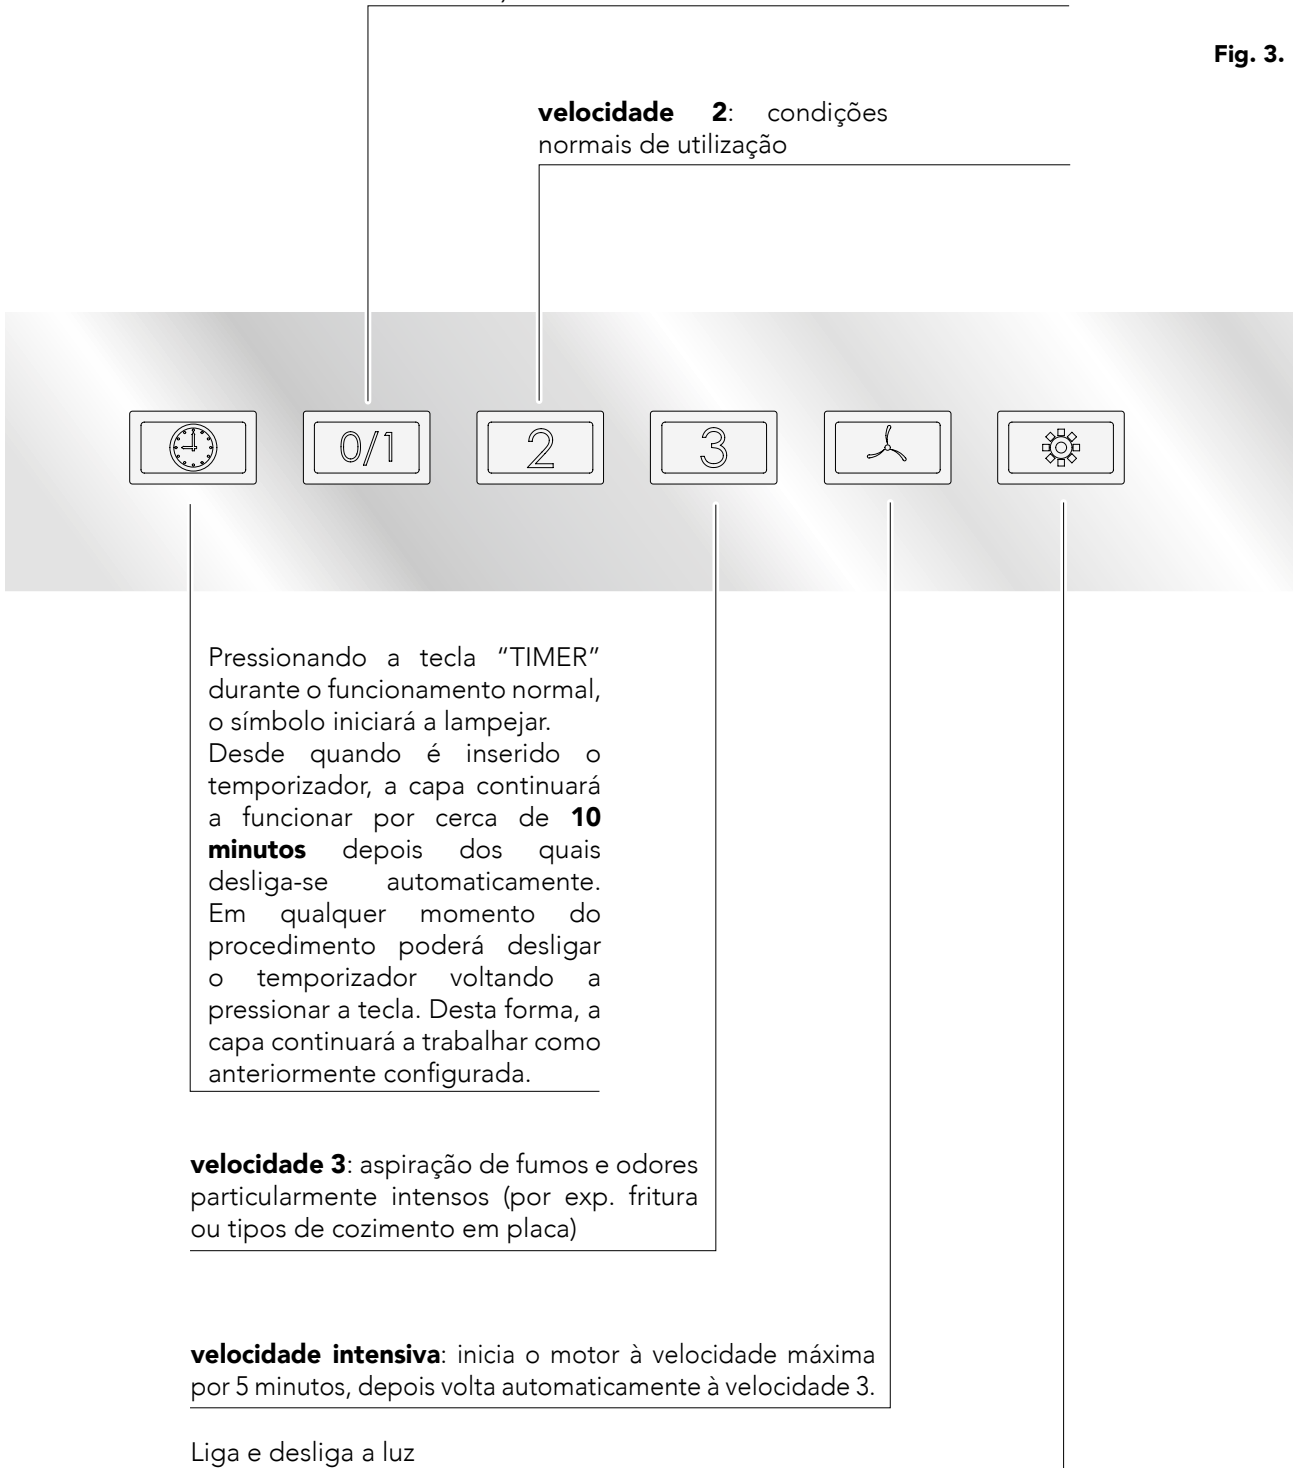 Fig. 3.
velocidade 2: condições
normais de utilização
0/1
2
3
Pressionando a tecla “TIMER”
durante o funcionamento normal,
o símbolo iniciará a lampejar.
Desde quando é inserido o
temporizador, a capa continuará
a funcionar por cerca de 10
minutos depois dos quais
desliga-se automaticamente.
Em qualquer momento do
procedimento poderá desligar
o temporizador voltando a
pressionar a tecla. Desta forma, a
capa continuará a trabalhar como
anteriormente configurada.
velocidade 3: aspiração de fumos e odores
particularmente intensos (por exp. fritura
ou tipos de cozimento em placa)
velocidade intensiva: inicia o motor à velocidade máxima
por 5 minutos, depois volta automaticamente à velocidade 3.
Liga e desliga a luz